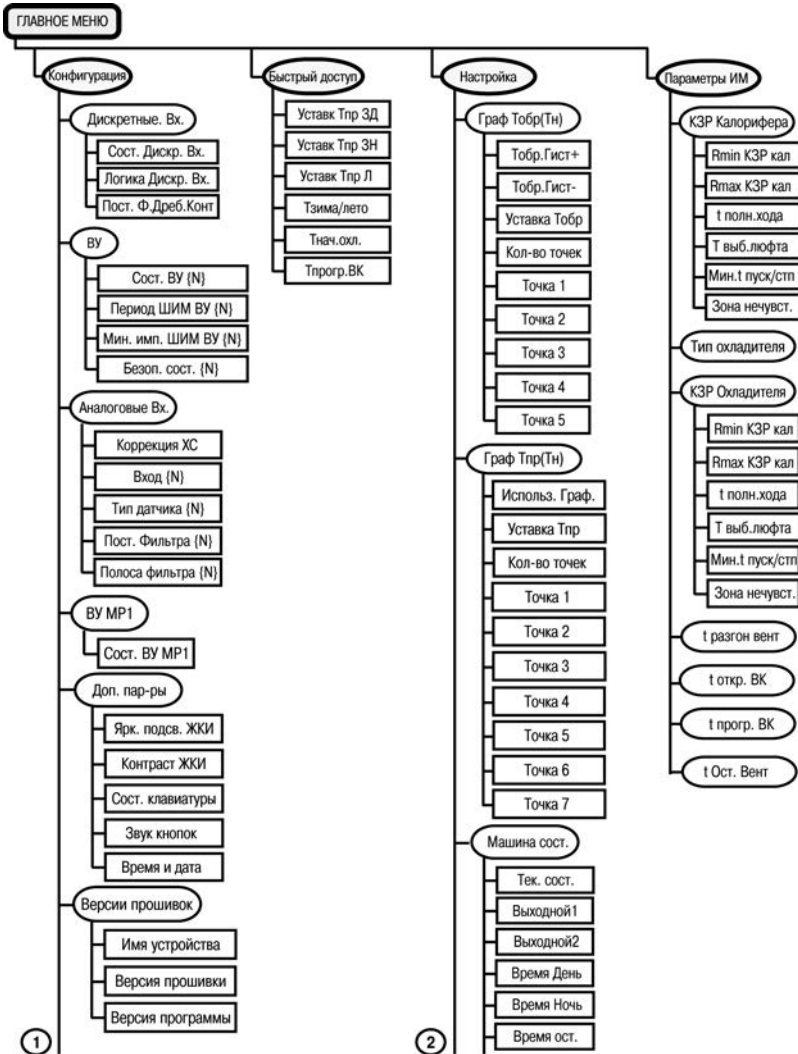 ГЛАВНОЕ МЕНЮ
Конфигурация
Дискретные. Вх.
Сост. Дискр. Вх.
Логика Дискр. Вх.
Пост. Ф.Дреб.Конт
ВУ
Сост. ВУ {N}
Период ШИМ ВУ {N}
Мин. имп. ШИМ ВУ {N}
Безоп. сост. {N}
Аналоговые Вх.
Коррекция ХС
Вход {N}
Тип датчика {N}
Пост. Фильтра {N}
Полоса фильтра {N}
ВУ МР1
Сост. ВУ МР1
Доп. пар-ры
Ярк. подсв. ЖКИ
Контраст ЖКИ
Сост. клавиатуры
Звук кнопок
Время и дата
Версии прошивок
Имя устройства
Версия прошивки
Версия программы
1
Быстрый доступ
Уставк Тпр ЗД
Уставк Тпр ЗН
Уставк Тпр Л
Тзима/лето
Тнач.охл.
Тпрогр.ВК
Настройка
Граф Тобр(Тн)
Тобр.Гист+
Тобр.Гист-
Уставка Тобр
Кол-во точек
Точка 1
Точка 2
Точка 3
Точка 4
Точка 5
Граф Тпр(Тн)
Использ. Граф.
Уставка Тпр
Кол-во точек
Точка 1
Точка 2
Точка 3
Точка 4
Точка 5
Точка 6
Точка 7
Машина сост.
Тек. сост.
Выходной1
Выходной2
Время День
Время Ночь
Время ост.
2
Параметры ИМ
КЗР Калорифера
Rmin КЗР кал
Rmax КЗР кал
t полн.хода
Т выб.люфта
Мин.t пуск/стп
Зона нечувст.
Тип охладителя
КЗР Охладителя
Rmin КЗР кал
Rmax КЗР кал
t полн.хода
Т выб.люфта
Мин.t пуск/стп
Зона нечувст.
t разгон вент
t откр. ВК
t прогр. ВК
t Ост. Вент